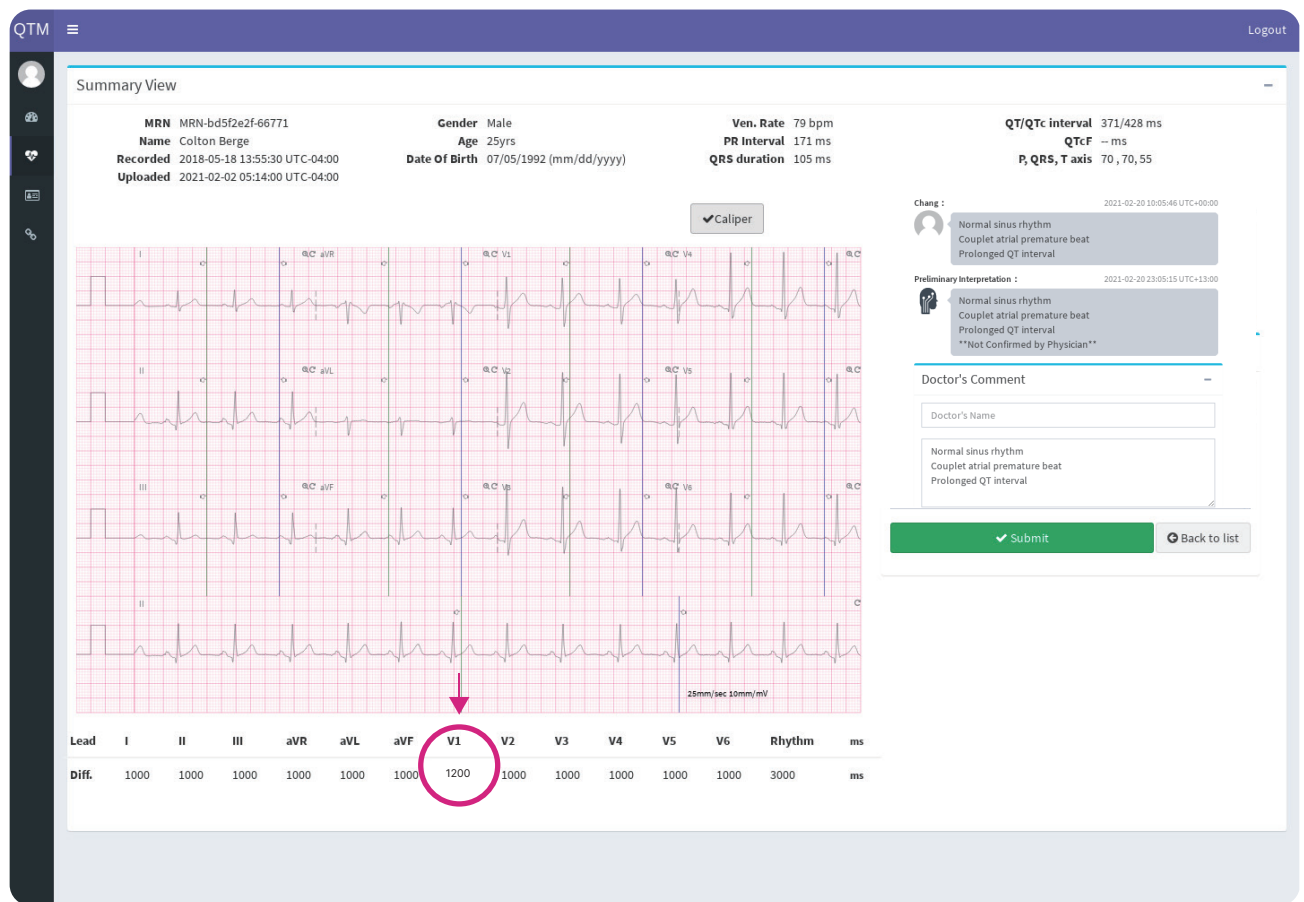 QTM
Logout
Summary View
MRN MRN-bd5f2e2f-66771
Name Colton Berge
Recorded 2018-05-18 13:55:30 UTC-04:00
Uploaded 2021-02-02 05:14:00 UTC-04:00
Gender Male
Age 25yrs
Date Of Birth 07/05/1992 (mm/dd/yyyy)
Ven. Rate 79 bpm
PR Interval 171 ms
QRS duration 105 ms
QT/QTc interval 371/428 ms
QTcF -- ms
P, QRS, T axis 70 , 70, 55
Caliper
I aVR V1 V4
II aVL V2 V5
III aVF V3 V6
II
25mm/sec 10mm/mV
Lead I II III aVR aVL aVF V1 V2 V3 V4 V5 V6 Rhythm ms
Diff. 1000 1000 1000 1000 1000 1000 1200 1000 1000 1000 1000 1000 3000 ms
Chang : 2021-02-20 10:05:46 UTC+00:00
Normal sinus rhythm
Couplet atrial premature beat
Prolonged QT interval
Preliminary Interpretation : 2021-02-20 23:05:15 UTC+13:00
Normal sinus rhythm
Couplet atrial premature beat
Prolonged QT interval
**Not Confirmed by Physician**
Doctor's Comment
Doctor's Name
Normal sinus rhythm
Couplet atrial premature beat
Prolonged QT interval
Submit
Back to list